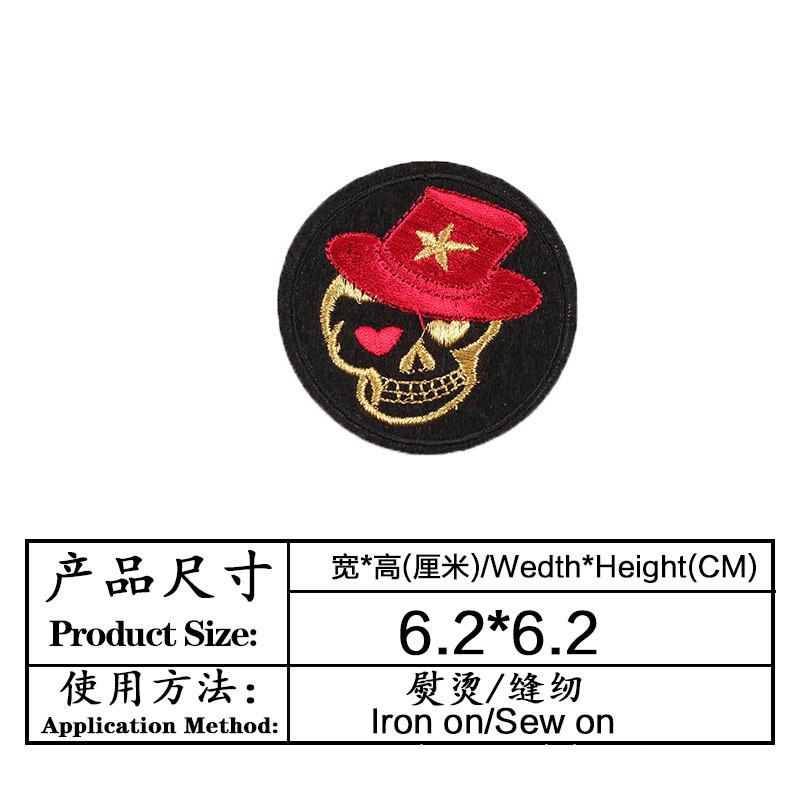 产品尺寸
Product Size:
宽*高(厘米)/Wedth*Height(CM)
6.2*6.2
使用方法：
Application Method:
熨烫/缝纫
Iron on/Sew on